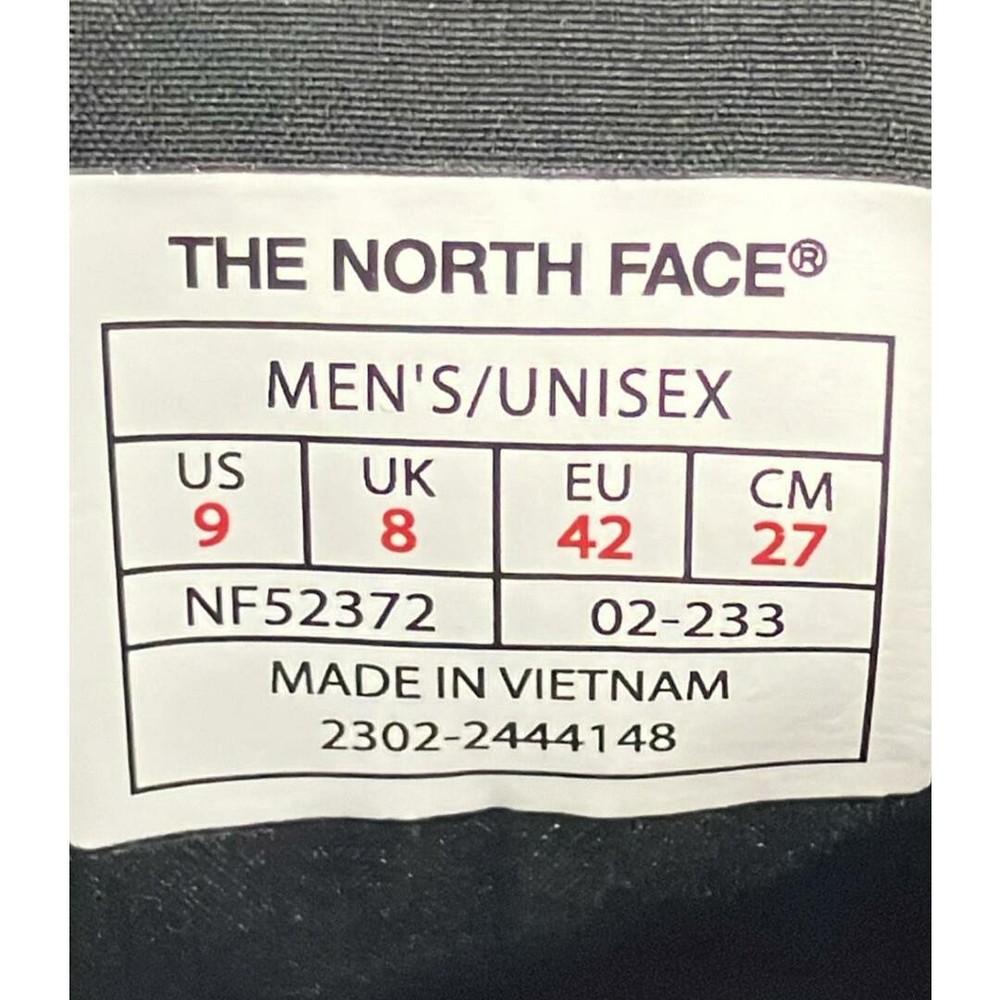 THE NORTH FACE®
MEN'S/UNISEX
US UK EU CM
9 8 42 27
NF52372 02-233
MADE IN VIETNAM
2302-2444148